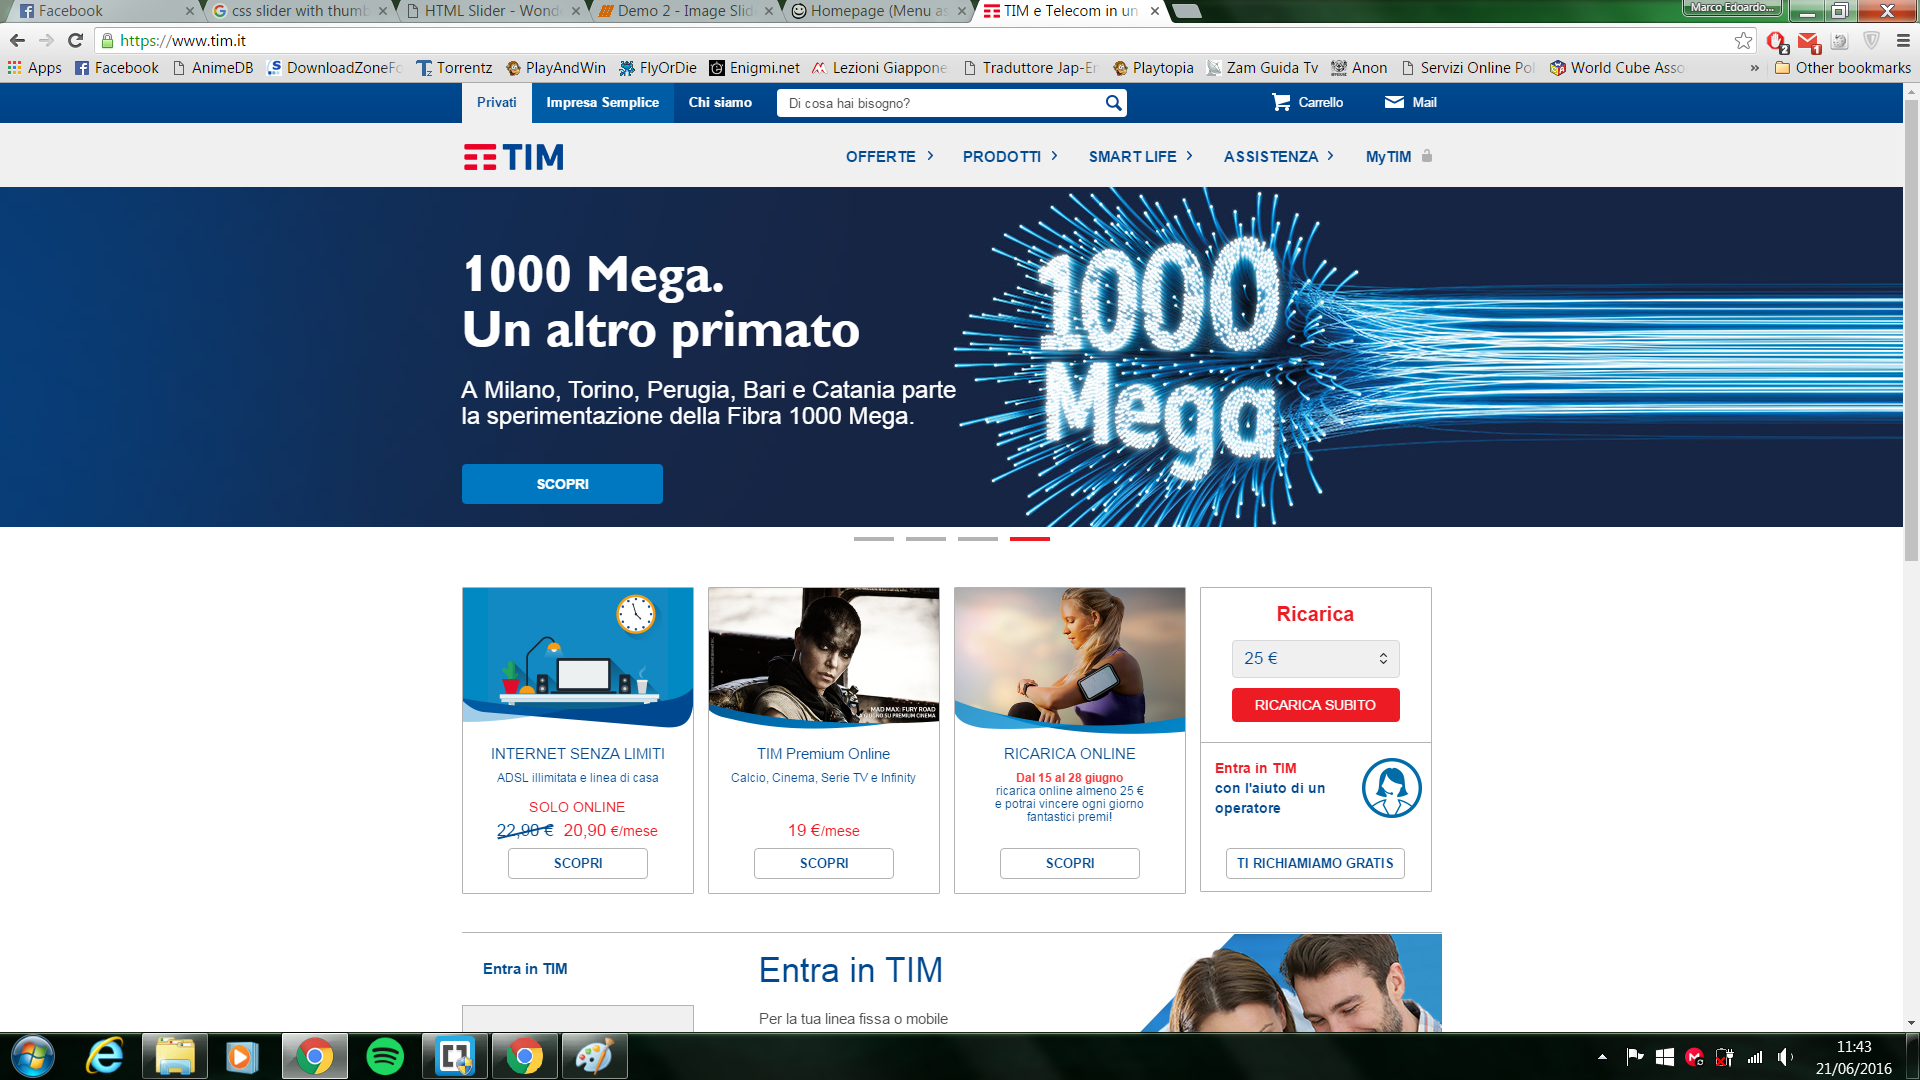 Facebook
css slider with thumb
HTML Slider - Wond
Demo 2 - Image Slid
Homepage (Menu as
TIM e Telecom in un
Marco Edoardo...
https://www.tim.it
2
1
Apps
Facebook
AnimeDB
DownloadZoneFo
Torrentz
PlayAndWin
FlyOrDie
Enigmi.net
Lezioni Giappone
Traduttore Jap-En
Playtopia
Zam Guida Tv
Anon
Servizi Online Pol
World Cube Asso
»
Other bookmarks
Privati
Impresa Semplice
Chi siamo
Di cosa hai bisogno?
Carrello
Mail
TIM
OFFERTE
PRODOTTI
SMART LIFE
ASSISTENZA
MyTIM
1000 Mega.
Un altro primato
A Milano, Torino, Perugia, Bari e Catania parte
la sperimentazione della Fibra 1000 Mega.
SCOPRI
1000
Mega
MAD MAX: FURY ROAD
GIUGNO SU PREMIUM CINEMA
INTERNET SENZA LIMITI
ADSL illimitata e linea di casa
SOLO ONLINE
22,90 € 20,90 €/mese
SCOPRI
TIM Premium Online
Calcio, Cinema, Serie TV e Infinity
19 €/mese
SCOPRI
RICARICA ONLINE
Dal 15 al 28 giugno
ricarica online almeno 25 €
e potrai vincere ogni giorno
fantastici premi!
SCOPRI
Ricarica
25 €
RICARICA SUBITO
Entra in TIM
con l'aiuto di un
operatore
TI RICHIAMIAMO GRATIS
Entra in TIM
Entra in TIM
Per la tua linea fissa o mobile
11:43
21/06/2016